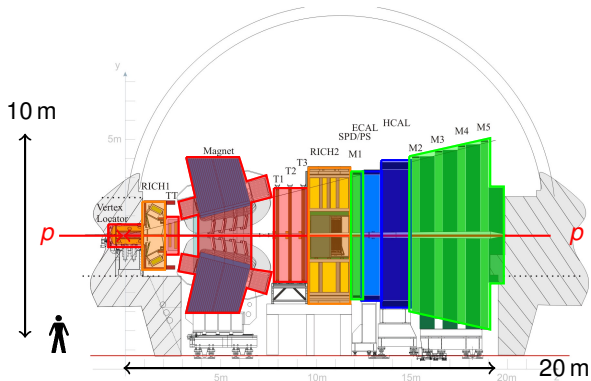 y
10 m
5m
Magnet
ECAL
HCAL
SPD/PS
M1
M2
M3
M4
M5
RICH2
T1
T2
T3
RICH1
TT
Vertex
Locator
p
p
5m
10m
15m
20m
20 m